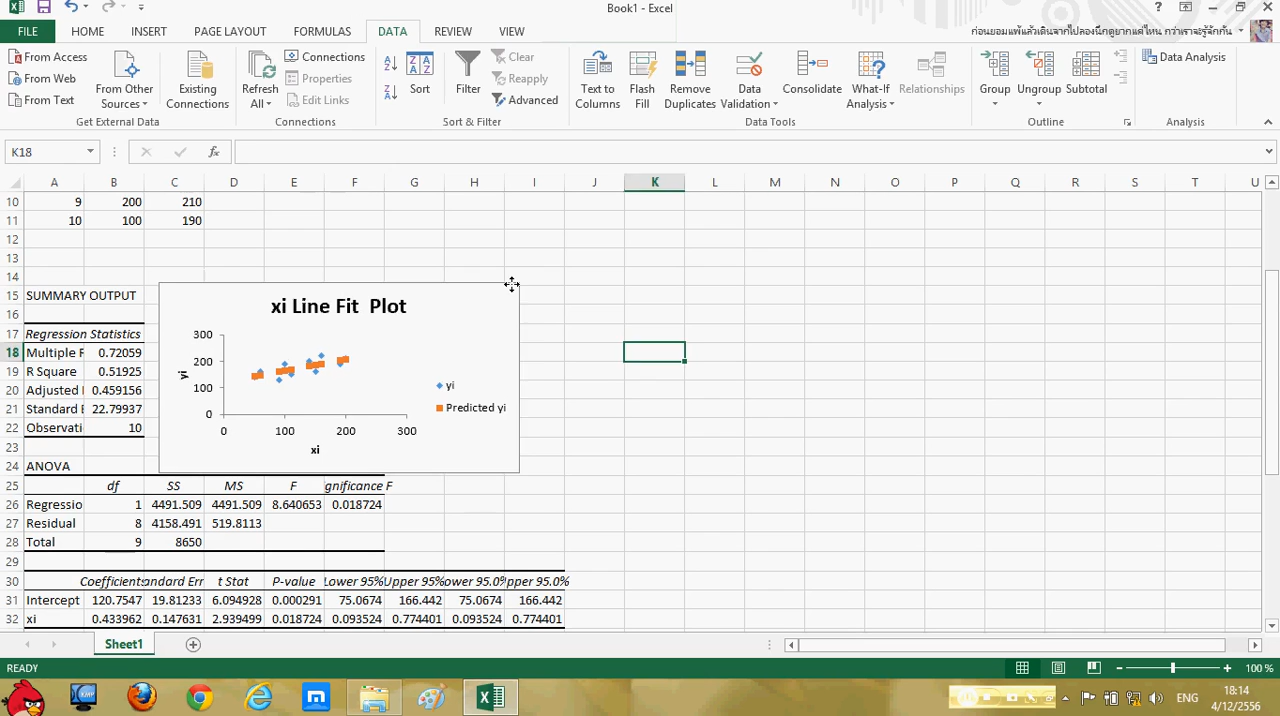 Book1 - Excel
FILE HOME INSERT PAGE LAYOUT FORMULAS DATA REVIEW VIEW
From Access
From Web
From Text
From Other Sources
Existing Connections
Get External Data
Refresh All
Connections
Properties
Edit Links
Connections
Sort
Filter
Clear
Reapply
Advanced
Sort & Filter
Text to Columns
Flash Fill
Remove Duplicates
Data Validation
Consolidate
What-If Analysis
Relationships
Data Tools
Group
Ungroup
Subtotal
Outline
Data Analysis
Analysis
K18
A B C D E F G H I J K L M N O P Q R S T U
10 9 200 210
11 10 100 190
12
13
14
15 SUMMARY OUTPUT
16
17 Regression Statistics
18 Multiple R 0.72059
19 R Square 0.51925
20 Adjusted 0.459156
21 Standard E 22.79937
22 Observati 10
23
24 ANOVA
25 df SS MS F gnificance F
26 Regressio 1 4491.509 4491.509 8.640653 0.018724
27 Residual 8 4158.491 519.8113
28 Total 9 8650
29
30 Coefficients andard Err t Stat P-value Lower 95% Upper 95% ower 95.0% pper 95.0%
31 Intercept 120.7547 19.81233 6.094928 0.000291 75.0674 166.442 75.0674 166.442
32 xi 0.433962 0.147631 2.939499 0.018724 0.093524 0.774401 0.093524 0.774401
xi Line Fit Plot
300
200
100
0
yi
0 100 200 300
xi
yi
Predicted yi
Sheet1
READY
100 %
KMP
ENG
18:14
4/12/2556